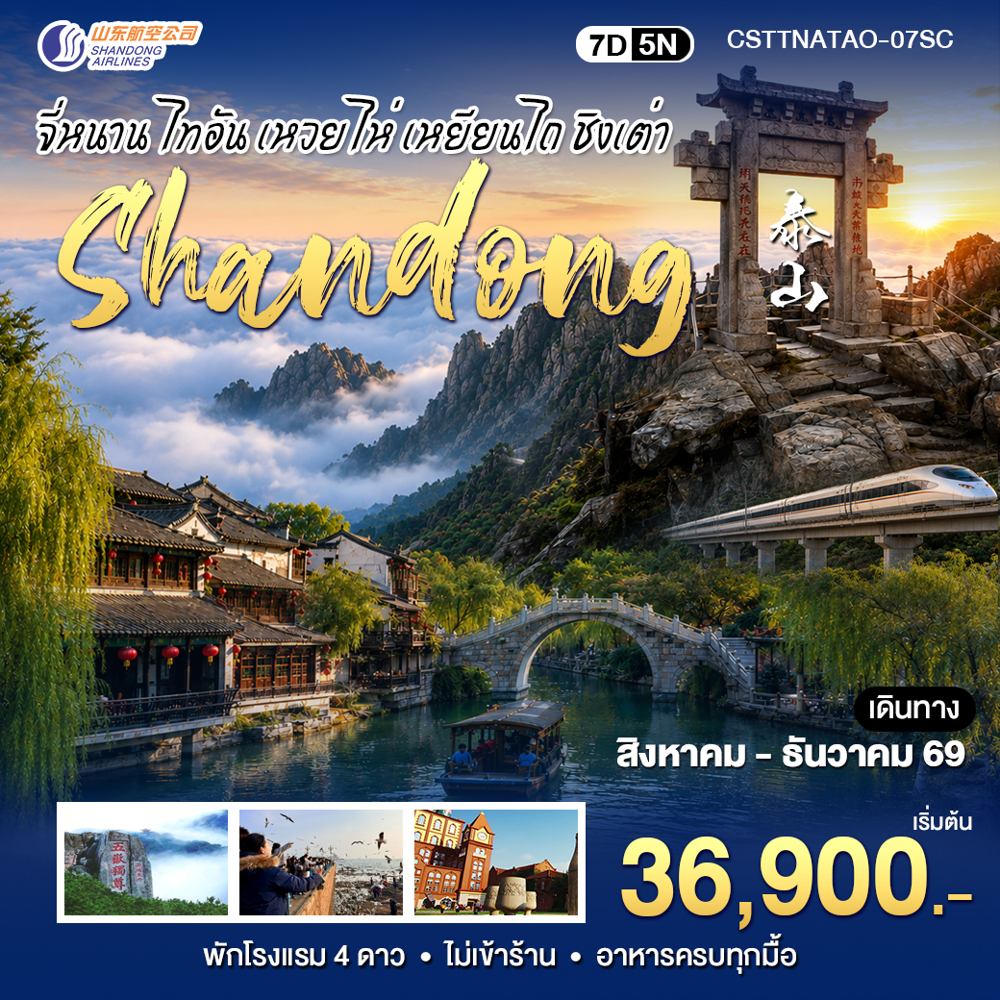 山东航空公司
SHANDONG
AIRLINES
7D 5N
CSTTNATAO-07SC
จี่หนาน ไทอัน เหวยไห่ เหยียนไถ ชิงเต่า
Shandong
泰山
เดินทาง
สิงหาคม - ธันวาคม 69
เริ่มต้น
36,900.-
五嶽獨尊
พักโรงแรม 4 ดาว • ไม่เข้าร้าน • อาหารครบทุกมื้อ